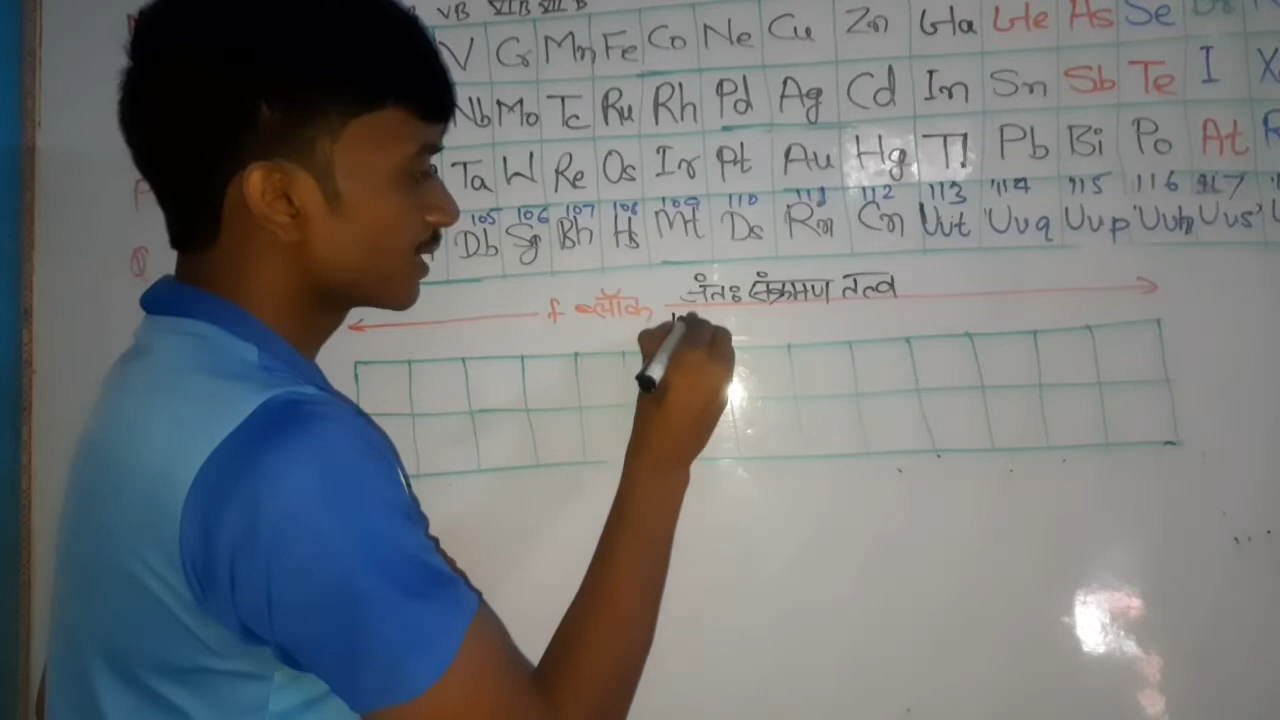 VB VIB VII B
V Cr Mn Fe Co Ne Cu Zn Ga Ge As Se
Nb Mo Tc Ru Rh Pd Ag Cd In Sn Sb Te I
Ta W Re Os Ir Pt Au Hg Tl Pb Bi Po At
105 106 107 108 109 110 111 112 113 114 115 116 117
Db Sg Bh Hs Mt Ds Rn Cn Uut Uuq Uup Uuh Uus
Q
f ब्लॉक अंतः संक्रमण तत्व